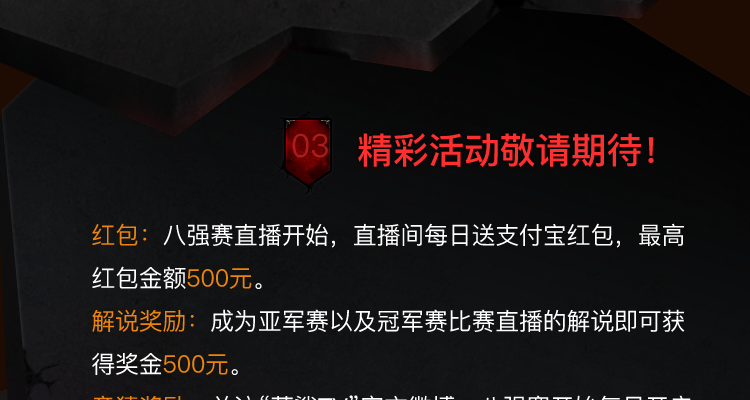 03
精彩活动敬请期待！
红包：八强赛直播开始，直播间每日送支付宝红包，最高
红包金额500元。
解说奖励：成为亚军赛以及冠军赛比赛直播的解说即可获
得奖金500元。